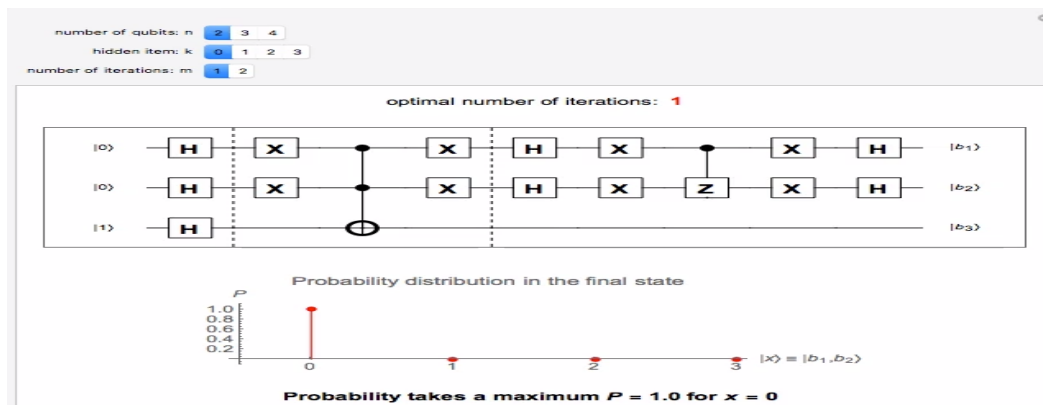 number of qubits: n 2 3 4
hidden item: k 0 1 2 3
number of iterations: m 1 2
optimal number of iterations: 1
|0⟩ H X X H X X H |b₁⟩
|0⟩ H X X H X Z X H |b₂⟩
|1⟩ H |b₃⟩
Probability distribution in the final state
P
1.0
0.8
0.6
0.4
0.2
0 1 2 3 |x⟩ = |b₁,b₂⟩
Probability takes a maximum P = 1.0 for x = 0